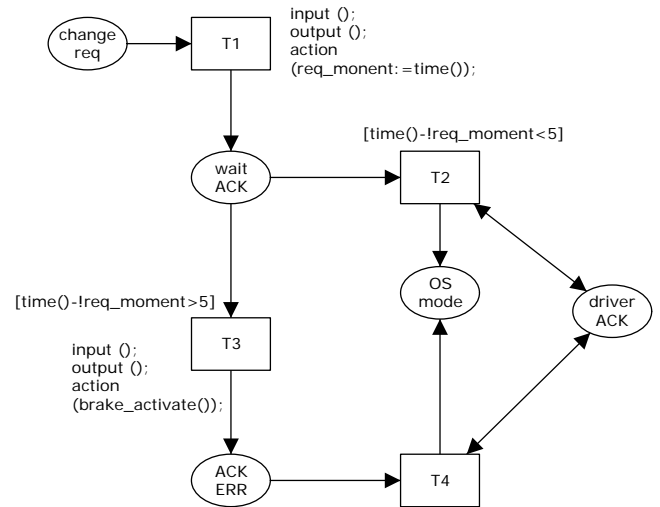 change
req
T1
input ();
output ();
action
(req_monent:=time());
[time()-!req_moment<5]
wait
ACK
T2
OS
mode
driver
ACK
[time()-!req_moment>5]
T3
input ();
output ();
action
(brake_activate());
ACK
ERR
T4